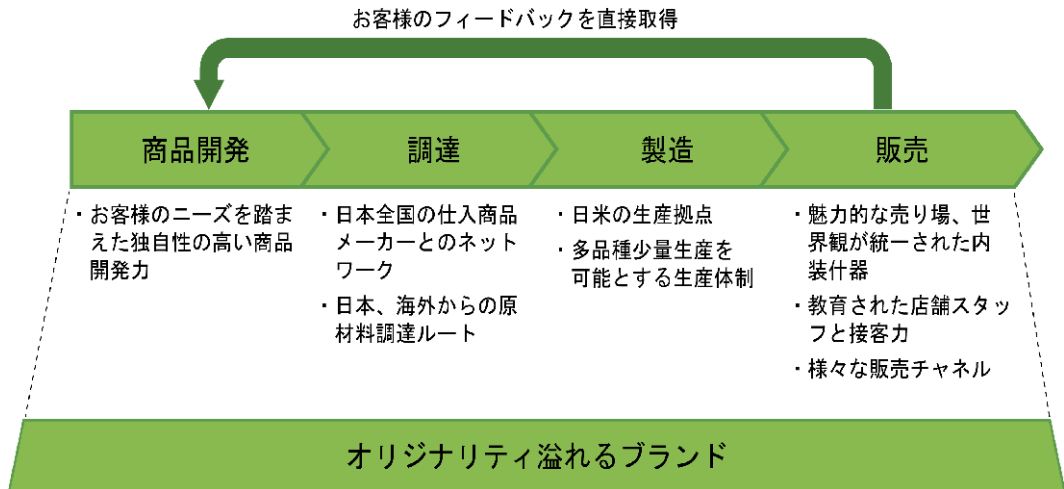 お客様のフィードバックを直接取得
商品開発
調達
製造
販売
・お客様のニーズを踏ま
えた独自性の高い商品
開発力
・日本全国の仕入商品
メーカーとのネット
ワーク
・日本、海外からの原
材料調達ルート
・日米の生産拠点
・多品種少量生産を
可能とする生産体制
・魅力的な売り場、世
界観が統一された内
装什器
・教育された店舗スタッ
フと接客力
・様々な販売チャネル
オリジナリティ溢れるブランド